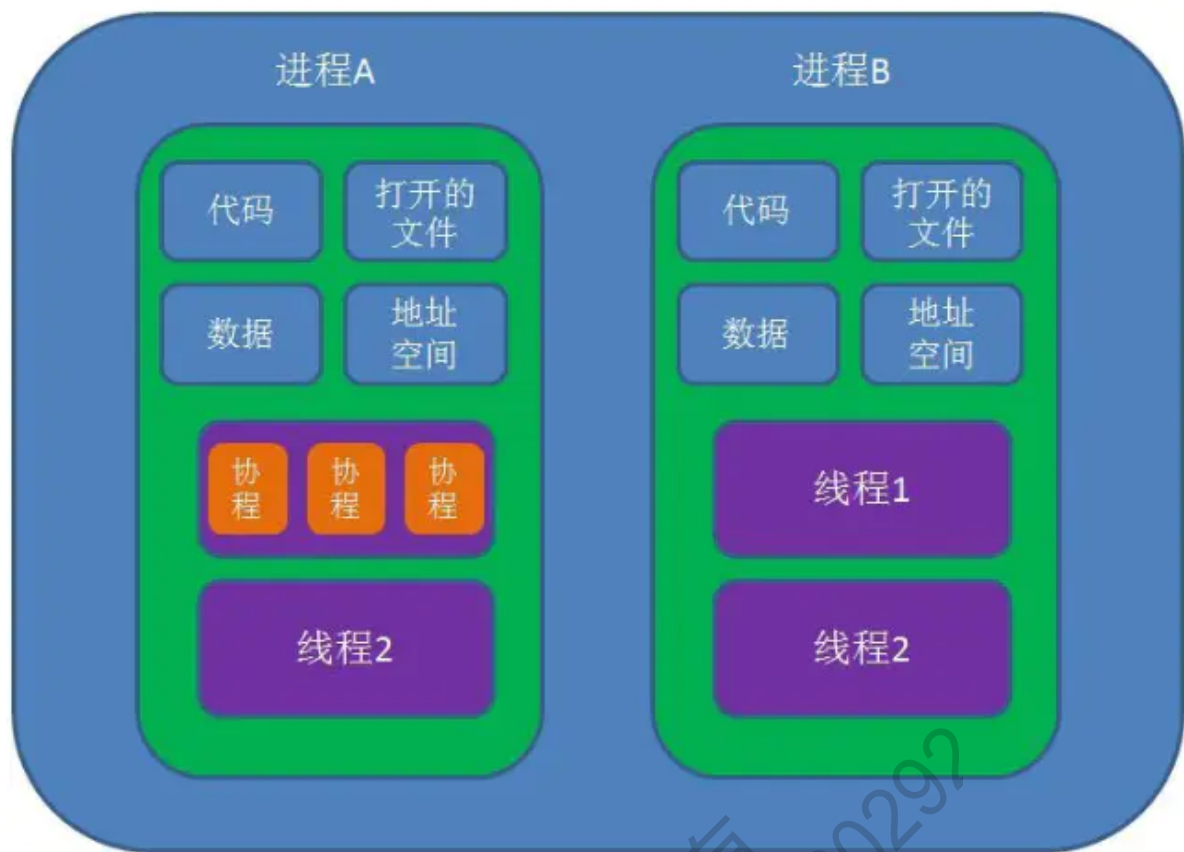 进程A
进程B
代码
打开的
文件
数据
地址
空间
协
程
协
程
协
程
线程2
代码
打开的
文件
数据
地址
空间
线程1
线程2
0292